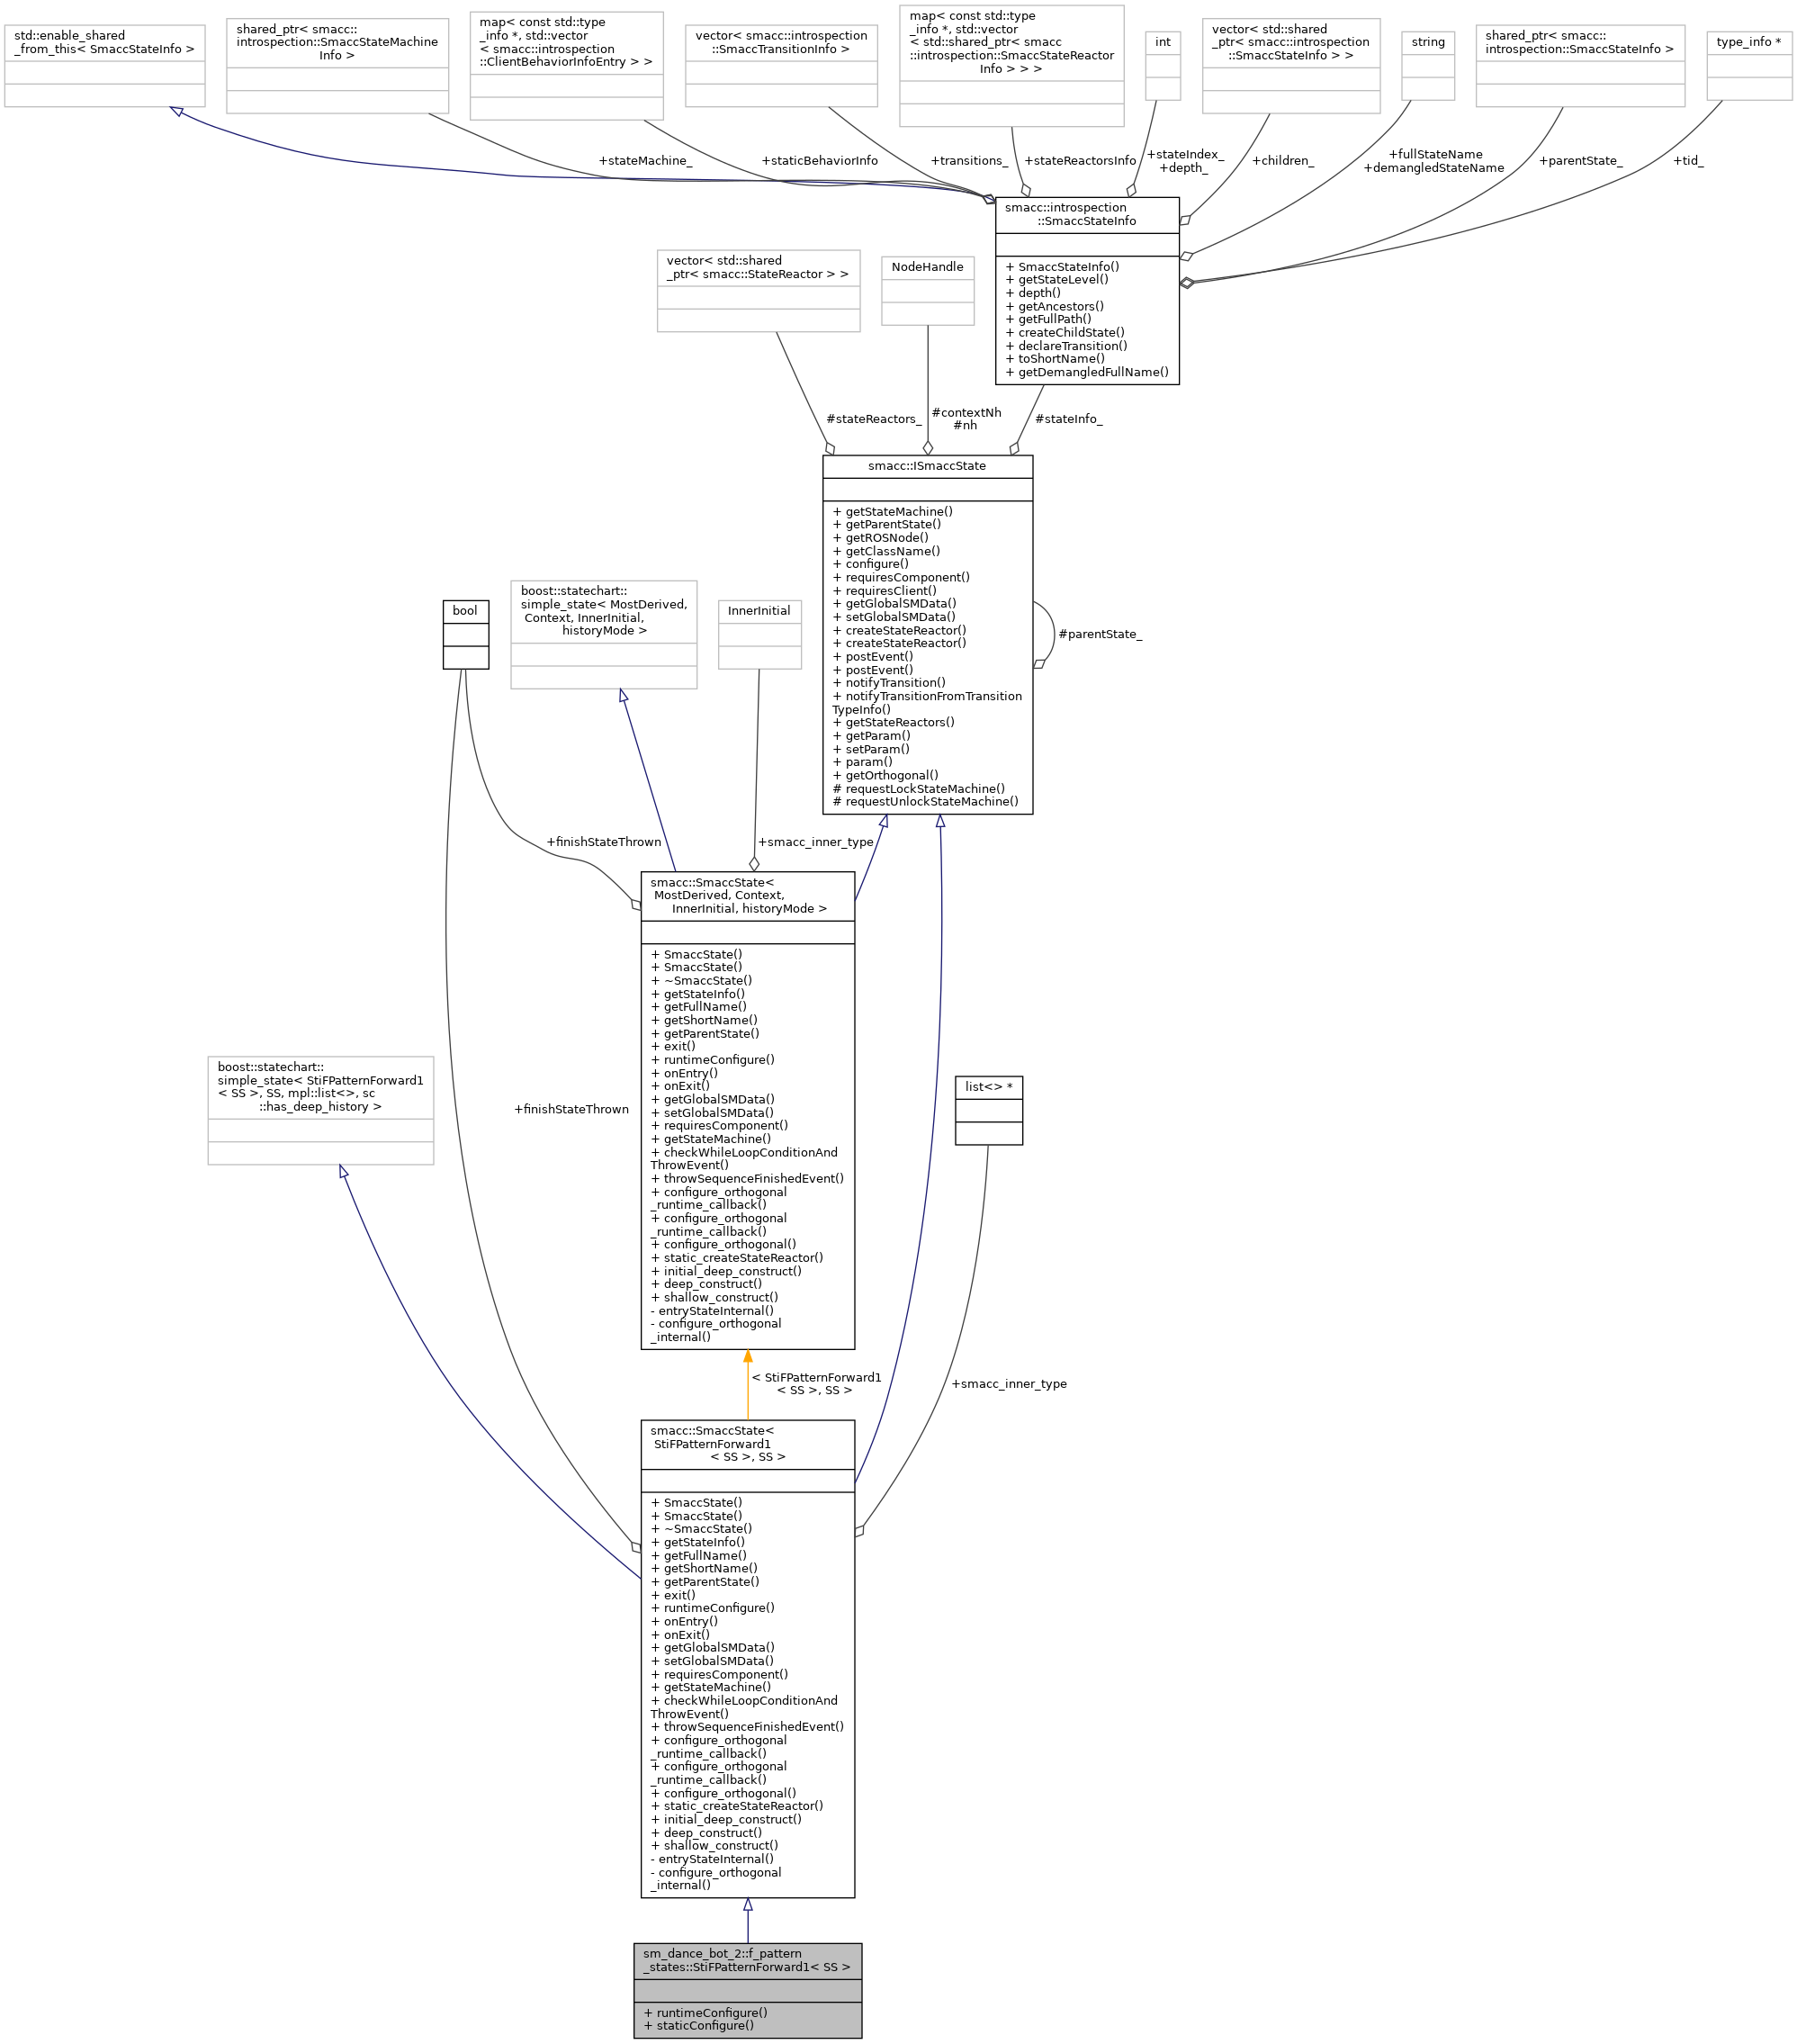 std::enable_shared
_from_this< SmaccStateInfo >
shared_ptr< smacc::
introspection::SmaccStateMachine
Info >
map< const std::type
_info *, std::vector
< smacc::introspection
::ClientBehaviorInfoEntry > >
vector< smacc::introspection
::SmaccTransitionInfo >
map< const std::type
_info *, std::vector
< std::shared_ptr< smacc
::introspection::SmaccStateReactor
Info > > >
int
vector< std::shared
_ptr< smacc::introspection
::SmaccStateInfo > >
string
shared_ptr< smacc::
introspection::SmaccStateInfo >
type_info *
+stateMachine_
+staticBehaviorInfo
+transitions_
+stateReactorsInfo
+stateIndex_
+depth_
+children_
+fullStateName
+demangledStateName
+parentState_
+tid_
smacc::introspection
::SmaccStateInfo
+ SmaccStateInfo()
+ getStateLevel()
+ depth()
+ getAncestors()
+ getFullPath()
+ createChildState()
+ declareTransition()
+ toShortName()
+ getDemangledFullName()
vector< std::shared
_ptr< smacc::StateReactor > >
NodeHandle
#stateReactors_
#contextNh
#nh
#stateInfo_
smacc::ISmaccState
+ getStateMachine()
+ getParentState()
+ getROSNode()
+ getClassName()
+ configure()
+ requiresComponent()
+ requiresClient()
+ getGlobalSMData()
+ setGlobalSMData()
+ createStateReactor()
+ createStateReactor()
+ postEvent()
+ postEvent()
+ notifyTransition()
+ notifyTransitionFromTransition
TypeInfo()
+ getStateReactors()
+ getParam()
+ setParam()
+ param()
+ getOrthogonal()
# requestLockStateMachine()
# requestUnlockStateMachine()
#parentState_
bool
boost::statechart::
simple_state< MostDerived,
Context, InnerInitial,
historyMode >
InnerInitial
+finishStateThrown
+smacc_inner_type
smacc::SmaccState<
MostDerived, Context,
InnerInitial, historyMode >
+ SmaccState()
+ SmaccState()
+ ~SmaccState()
+ getStateInfo()
+ getFullName()
+ getShortName()
+ getParentState()
+ exit()
+ runtimeConfigure()
+ onEntry()
+ onExit()
+ getGlobalSMData()
+ setGlobalSMData()
+ requiresComponent()
+ getStateMachine()
+ checkWhileLoopConditionAnd
ThrowEvent()
+ throwSequenceFinishedEvent()
+ configure_orthogonal
_runtime_callback()
+ configure_orthogonal
_runtime_callback()
+ configure_orthogonal()
+ static_createStateReactor()
+ initial_deep_construct()
+ deep_construct()
+ shallow_construct()
- entryStateInternal()
- configure_orthogonal
_internal()
boost::statechart::
simple_state< StiFPatternForward1
< SS >, SS, mpl::list<>, sc
::has_deep_history >
+finishStateThrown
list<> *
< StiFPatternForward1
< SS >, SS >
+smacc_inner_type
smacc::SmaccState<
StiFPatternForward1
< SS >, SS >
+ SmaccState()
+ SmaccState()
+ ~SmaccState()
+ getStateInfo()
+ getFullName()
+ getShortName()
+ getParentState()
+ exit()
+ runtimeConfigure()
+ onEntry()
+ onExit()
+ getGlobalSMData()
+ setGlobalSMData()
+ requiresComponent()
+ getStateMachine()
+ checkWhileLoopConditionAnd
ThrowEvent()
+ throwSequenceFinishedEvent()
+ configure_orthogonal
_runtime_callback()
+ configure_orthogonal
_runtime_callback()
+ configure_orthogonal()
+ static_createStateReactor()
+ initial_deep_construct()
+ deep_construct()
+ shallow_construct()
- entryStateInternal()
- configure_orthogonal
_internal()
sm_dance_bot_2::f_pattern
_states::StiFPatternForward1< SS >
+ runtimeConfigure()
+ staticConfigure()